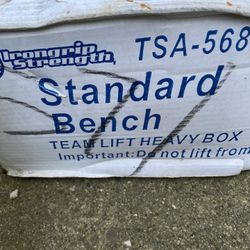 Irongrip
Strength
TSA-568
Standard
Bench
TEAM LIFT HEAVY BOX
Important: Do not lift from